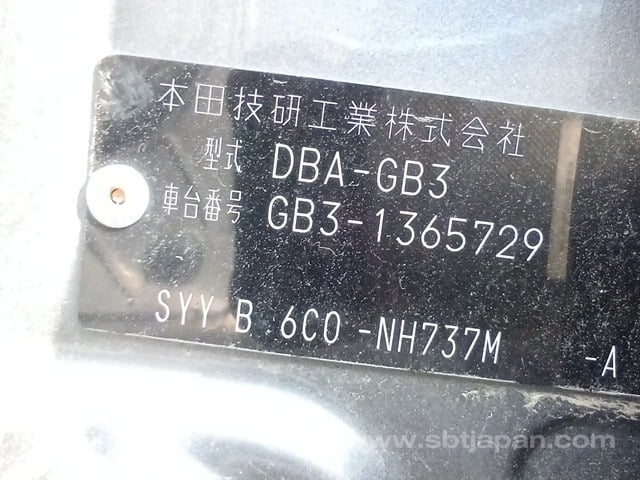 本田技研工業株式会社
型式 DBA-GB3
車台番号 GB3-1365729
SYY B 6C0 -NH737M -A
www.sbtjapan.com